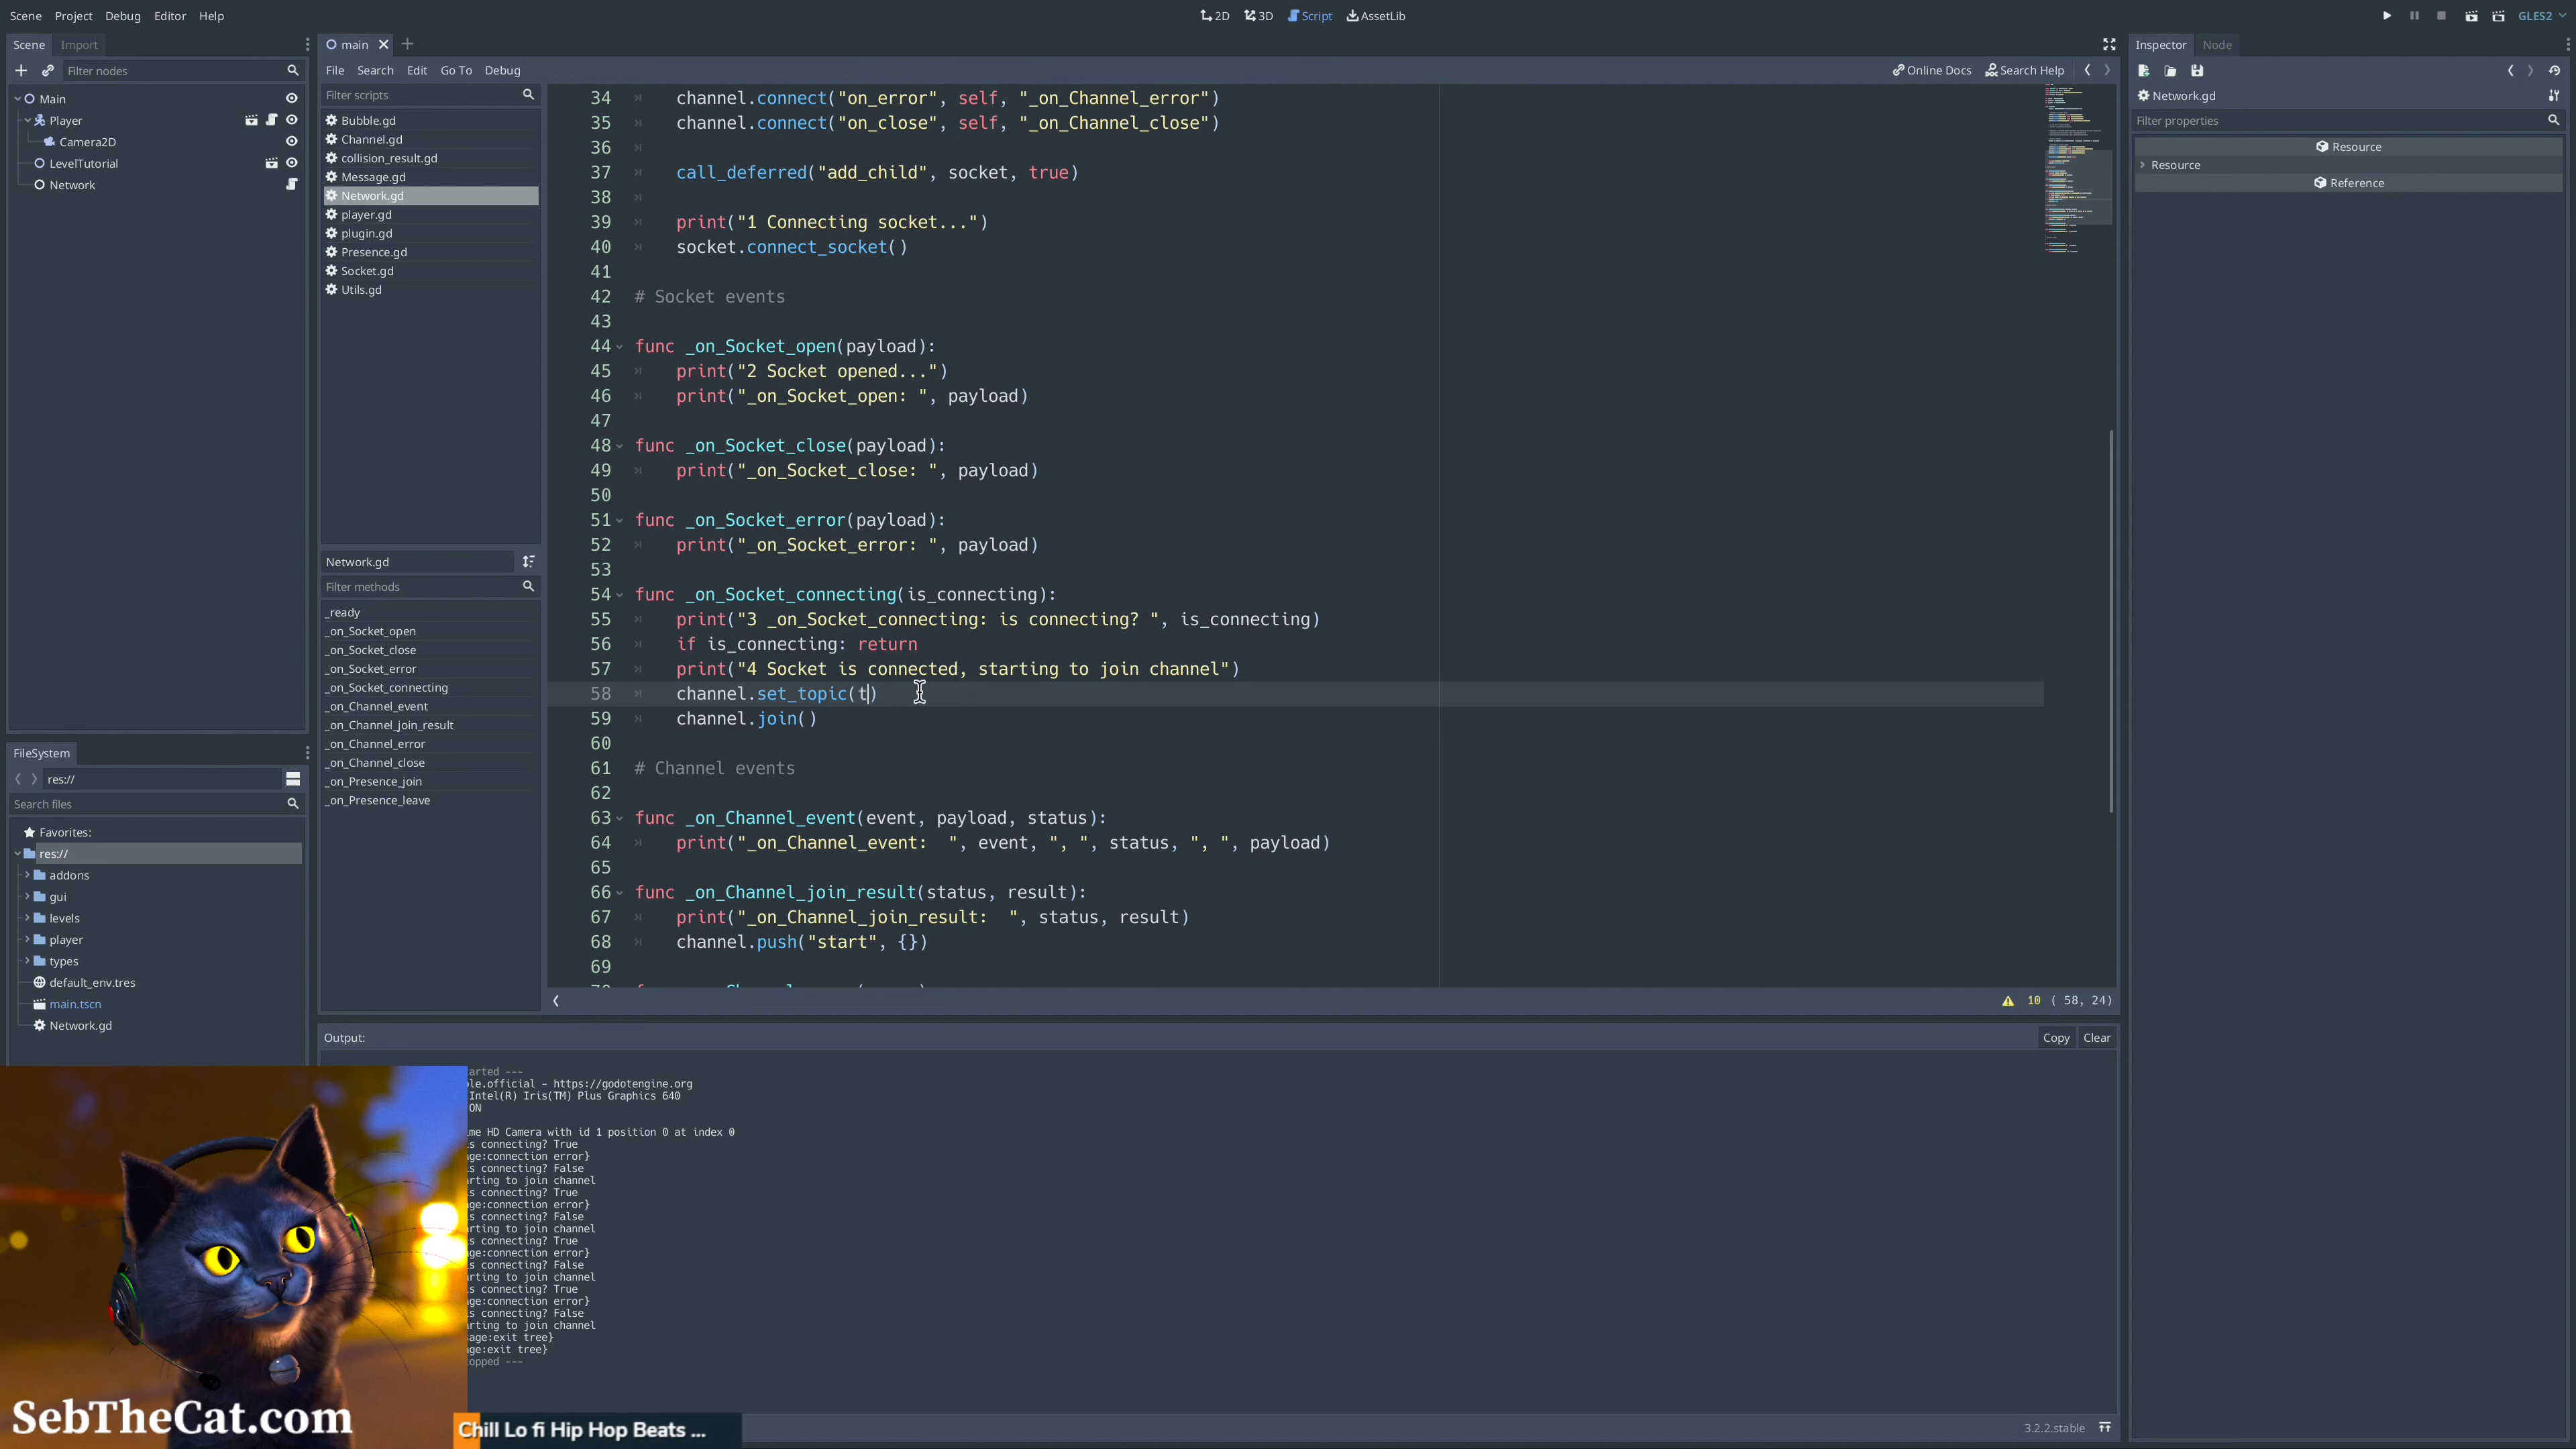 Scene Project Debug Editor Help
2D 3D Script AssetLib
GLES2
Scene Import
Filter nodes
Main
Player
Camera2D
LevelTutorial
Network
FileSystem
res://
Search files
Favorites:
res://
addons
gui
levels
player
types
default_env.tres
main.tscn
Network.gd
main
File Search Edit Go To Debug
Online Docs Search Help
Filter scripts
Bubble.gd
Channel.gd
collision_result.gd
Message.gd
Network.gd
player.gd
plugin.gd
Presence.gd
Socket.gd
Utils.gd
Network.gd
Filter methods
_ready
_on_Socket_open
_on_Socket_close
_on_Socket_error
_on_Socket_connecting
_on_Channel_event
_on_Channel_join_result
_on_Channel_error
_on_Channel_close
_on_Presence_join
_on_Presence_leave
34 channel.connect("on_error", self, "_on_Channel_error")
35 channel.connect("on_close", self, "_on_Channel_close")
36
37 call_deferred("add_child", socket, true)
38
39 print("1 Connecting socket...")
40 socket.connect_socket()
41
42 # Socket events
43
44 func _on_Socket_open(payload):
45 print("2 Socket opened...")
46 print("_on_Socket_open: ", payload)
47
48 func _on_Socket_close(payload):
49 print("_on_Socket_close: ", payload)
50
51 func _on_Socket_error(payload):
52 print("_on_Socket_error: ", payload)
53
54 func _on_Socket_connecting(is_connecting):
55 print("3 _on_Socket_connecting: is connecting? ", is_connecting)
56 if is_connecting: return
57 print("4 Socket is connected, starting to join channel")
58 channel.set_topic(t)
59 channel.join()
60
61 # Channel events
62
63 func _on_Channel_event(event, payload, status):
64 print("_on_Channel_event:  ", event, ", ", status, ", ", payload)
65
66 func _on_Channel_join_result(status, result):
67 print("_on_Channel_join_result:  ", status, result)
68 channel.push("start", {})
69
10 ( 58, 24)
Output:
Copy Clear
arted ---
le.official - https://godotengine.org
Intel(R) Iris(TM) Plus Graphics 640
ON
me HD Camera with id 1 position 0 at index 0
s connecting? True
ge:connection error}
s connecting? False
rting to join channel
s connecting? True
ge:connection error}
s connecting? False
rting to join channel
s connecting? True
ge:connection error}
s connecting? False
rting to join channel
s connecting? True
ge:connection error}
s connecting? False
rting to join channel
sage:exit tree}
ge:exit tree}
opped ---
3.2.2.stable
Inspector Node
Network.gd
Filter properties
Resource
Resource
Reference
SebTheCat.com
Chill Lo fi Hip Hop Beats ...